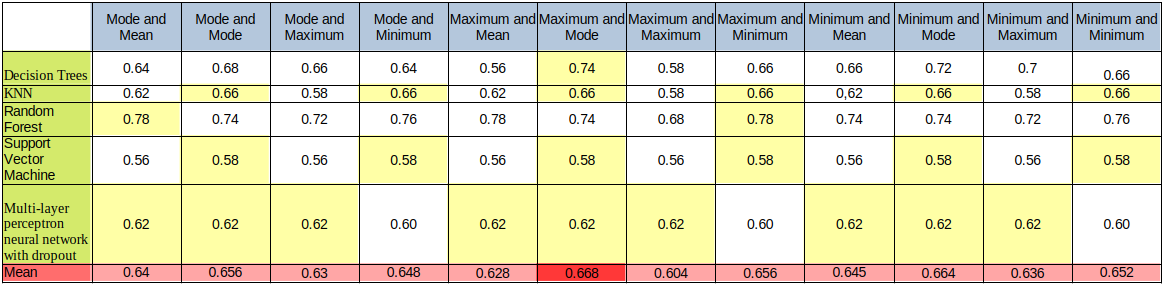 Mode and Mean Mode and Mode Mode and Maximum Mode and Minimum Maximum and Mean Maximum and Mode Maximum and Maximum Maximum and Minimum Minimum and Mean Minimum and Mode Minimum and Maximum Minimum and Minimum
Decision Trees 0.64 0.68 0.66 0.64 0.56 0.74 0.58 0.66 0.66 0.72 0.7 0.66
KNN 0.62 0.66 0.58 0.66 0.62 0.66 0.58 0.66 0,62 0.66 0.58 0.66
Random Forest 0.78 0.74 0.72 0.76 0.78 0.74 0.68 0.78 0.74 0.74 0.72 0.76
Support Vector Machine 0.56 0.58 0.56 0.58 0.56 0.58 0.56 0.58 0.56 0.58 0.56 0.58
Multi-layer perceptron neural network with dropout 0.62 0.62 0.62 0.60 0.62 0.62 0.62 0.60 0.62 0.62 0.62 0.60
Mean 0.64 0.656 0.63 0.648 0.628 0.668 0.604 0.656 0.645 0.664 0.636 0.652